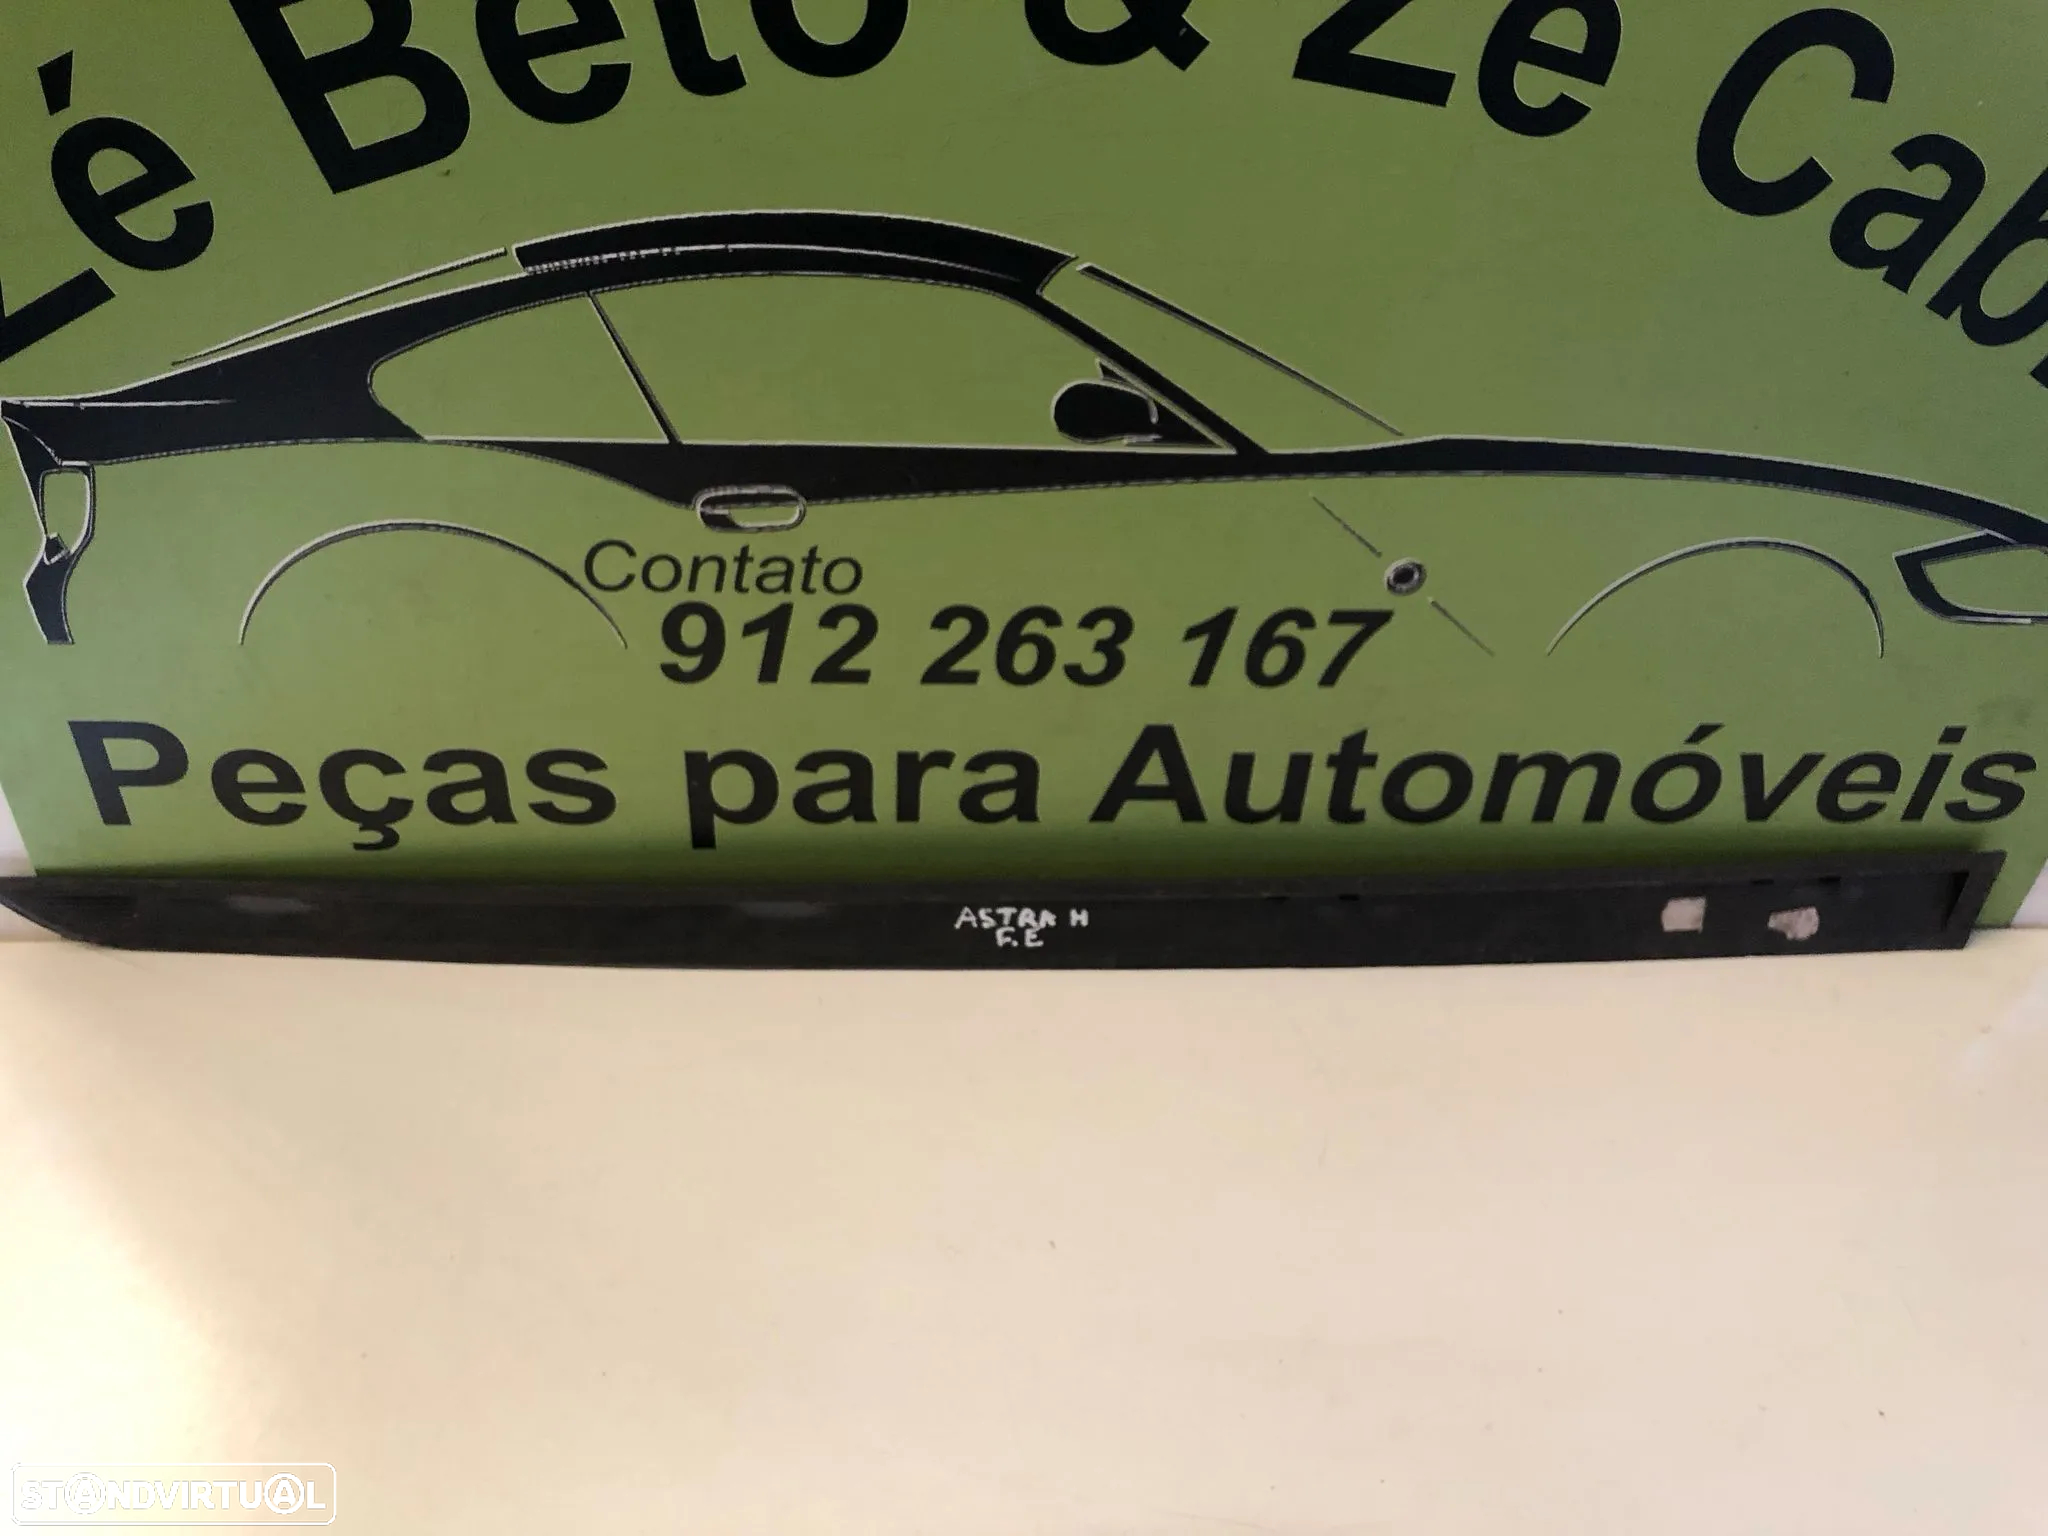 Zé Beto & Zé Cab
Contato
912 263 167
Peças para Automóveis
ASTRA H
F.E
STANDVIRTUAL